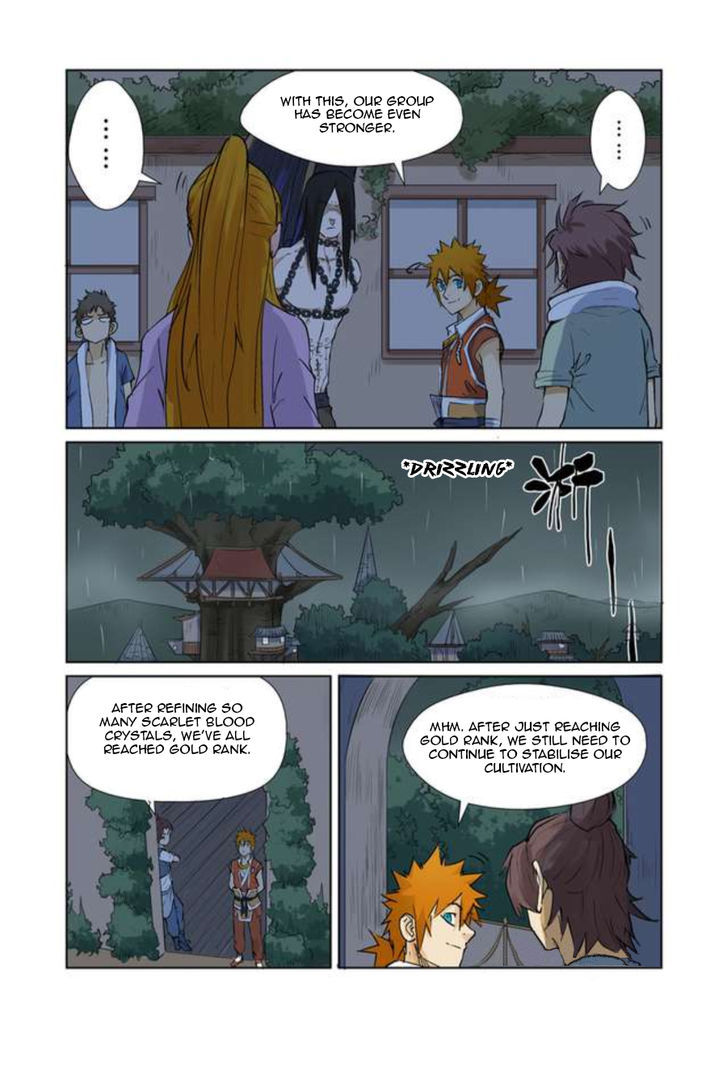 ......
WITH THIS, OUR GROUP
HAS BECOME EVEN
STRONGER.
......
*DRIZZLING*
AFTER REFINING SO
MANY SCARLET BLOOD
CRYSTALS, WE'VE ALL
REACHED GOLD RANK.
MHM. AFTER JUST REACHING
GOLD RANK, WE STILL NEED TO
CONTINUE TO STABILISE OUR
CULTIVATION.